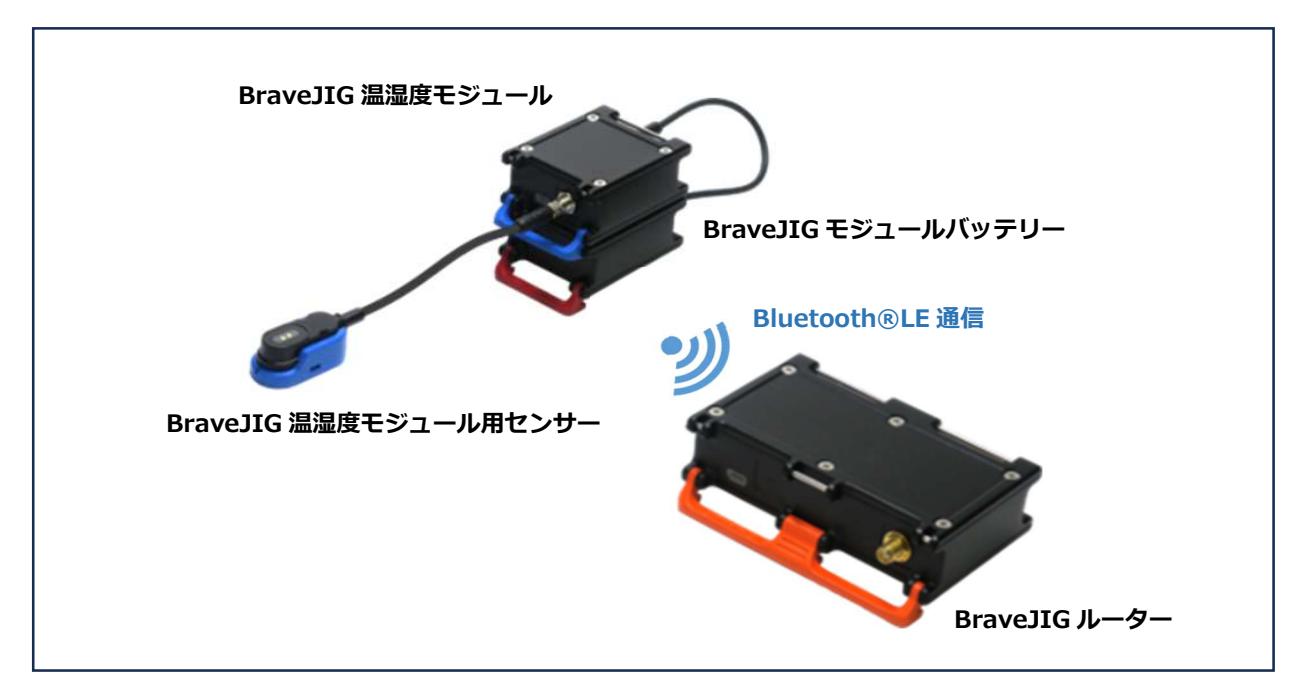 BraveJIG 温湿度モジュール
BraveJIG モジュールバッテリー
Bluetooth®LE 通信
BraveJIG 温湿度モジュール用センサー
BraveJIG ルーター